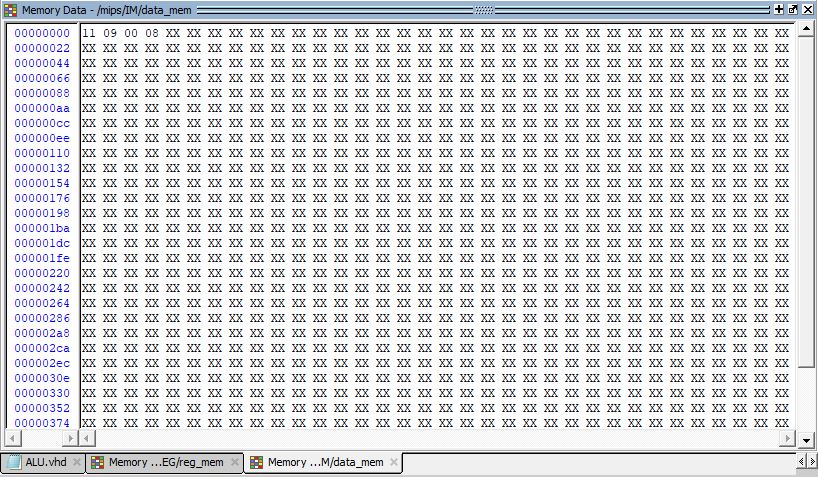 Memory Data - /mips/IM/data_mem
00000000 11 09 00 08 XX XX XX XX XX XX XX XX XX XX XX XX XX XX XX XX XX XX XX XX XX XX XX XX XX XX XX XX XX XX
00000022 XX XX XX XX XX XX XX XX XX XX XX XX XX XX XX XX XX XX XX XX XX XX XX XX XX XX XX XX XX XX XX XX XX XX
00000044 XX XX XX XX XX XX XX XX XX XX XX XX XX XX XX XX XX XX XX XX XX XX XX XX XX XX XX XX XX XX XX XX XX XX
00000066 XX XX XX XX XX XX XX XX XX XX XX XX XX XX XX XX XX XX XX XX XX XX XX XX XX XX XX XX XX XX XX XX XX XX
00000088 XX XX XX XX XX XX XX XX XX XX XX XX XX XX XX XX XX XX XX XX XX XX XX XX XX XX XX XX XX XX XX XX XX XX
000000aa XX XX XX XX XX XX XX XX XX XX XX XX XX XX XX XX XX XX XX XX XX XX XX XX XX XX XX XX XX XX XX XX XX XX
000000cc XX XX XX XX XX XX XX XX XX XX XX XX XX XX XX XX XX XX XX XX XX XX XX XX XX XX XX XX XX XX XX XX XX XX
000000ee XX XX XX XX XX XX XX XX XX XX XX XX XX XX XX XX XX XX XX XX XX XX XX XX XX XX XX XX XX XX XX XX XX XX
00000110 XX XX XX XX XX XX XX XX XX XX XX XX XX XX XX XX XX XX XX XX XX XX XX XX XX XX XX XX XX XX XX XX XX XX
00000132 XX XX XX XX XX XX XX XX XX XX XX XX XX XX XX XX XX XX XX XX XX XX XX XX XX XX XX XX XX XX XX XX XX XX
00000154 XX XX XX XX XX XX XX XX XX XX XX XX XX XX XX XX XX XX XX XX XX XX XX XX XX XX XX XX XX XX XX XX XX XX
00000176 XX XX XX XX XX XX XX XX XX XX XX XX XX XX XX XX XX XX XX XX XX XX XX XX XX XX XX XX XX XX XX XX XX XX
00000198 XX XX XX XX XX XX XX XX XX XX XX XX XX XX XX XX XX XX XX XX XX XX XX XX XX XX XX XX XX XX XX XX XX XX
000001ba XX XX XX XX XX XX XX XX XX XX XX XX XX XX XX XX XX XX XX XX XX XX XX XX XX XX XX XX XX XX XX XX XX XX
000001dc XX XX XX XX XX XX XX XX XX XX XX XX XX XX XX XX XX XX XX XX XX XX XX XX XX XX XX XX XX XX XX XX XX XX
000001fe XX XX XX XX XX XX XX XX XX XX XX XX XX XX XX XX XX XX XX XX XX XX XX XX XX XX XX XX XX XX XX XX XX XX
00000220 XX XX XX XX XX XX XX XX XX XX XX XX XX XX XX XX XX XX XX XX XX XX XX XX XX XX XX XX XX XX XX XX XX XX
00000242 XX XX XX XX XX XX XX XX XX XX XX XX XX XX XX XX XX XX XX XX XX XX XX XX XX XX XX XX XX XX XX XX XX XX
00000264 XX XX XX XX XX XX XX XX XX XX XX XX XX XX XX XX XX XX XX XX XX XX XX XX XX XX XX XX XX XX XX XX XX XX
00000286 XX XX XX XX XX XX XX XX XX XX XX XX XX XX XX XX XX XX XX XX XX XX XX XX XX XX XX XX XX XX XX XX XX XX
000002a8 XX XX XX XX XX XX XX XX XX XX XX XX XX XX XX XX XX XX XX XX XX XX XX XX XX XX XX XX XX XX XX XX XX XX
000002ca XX XX XX XX XX XX XX XX XX XX XX XX XX XX XX XX XX XX XX XX XX XX XX XX XX XX XX XX XX XX XX XX XX XX
000002ec XX XX XX XX XX XX XX XX XX XX XX XX XX XX XX XX XX XX XX XX XX XX XX XX XX XX XX XX XX XX XX XX XX XX
0000030e XX XX XX XX XX XX XX XX XX XX XX XX XX XX XX XX XX XX XX XX XX XX XX XX XX XX XX XX XX XX XX XX XX XX
00000330 XX XX XX XX XX XX XX XX XX XX XX XX XX XX XX XX XX XX XX XX XX XX XX XX XX XX XX XX XX XX XX XX XX XX
00000352 XX XX XX XX XX XX XX XX XX XX XX XX XX XX XX XX XX XX XX XX XX XX XX XX XX XX XX XX XX XX XX XX XX XX
00000374 XX XX XX XX XX XX XX XX XX XX XX XX XX XX XX XX XX XX XX XX XX XX XX XX XX XX XX XX XX XX XX XX XX XX
ALU.vhd Memory ...EG/reg_mem Memory ...M/data_mem